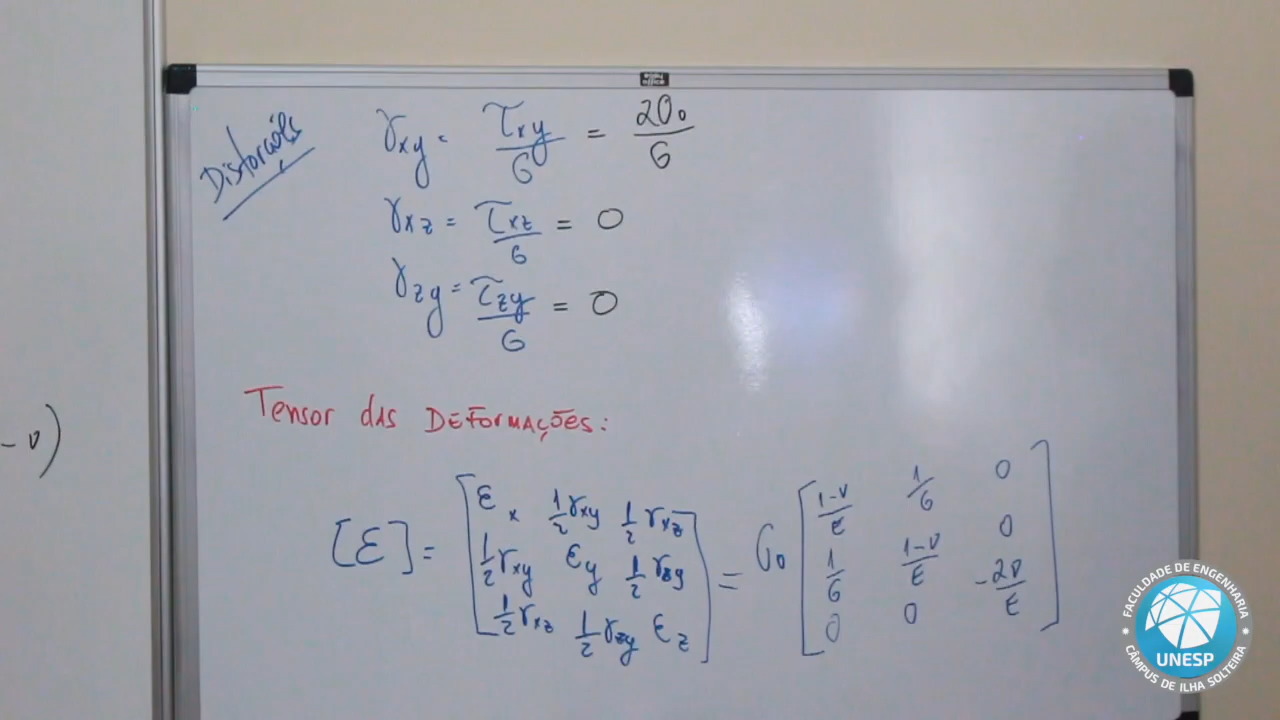 Distorções
γxy = τxy/G = 2σ₀/G
γxz = τxz/G = 0
γzy = τzy/G = 0
- ν)
Tensor das Deformações:
[ε] = [εx ½γxy ½γxz; ½γxy εy ½γzy; ½γxz ½γzy εz] = σ₀ [(1-ν)/E 1/G 0; 1/G (1-ν)/E 0; 0 0 -2ν/E]
FACULDADE DE ENGENHARIA
UNESP
CÂMPUS DE ILHA SOLTEIRA